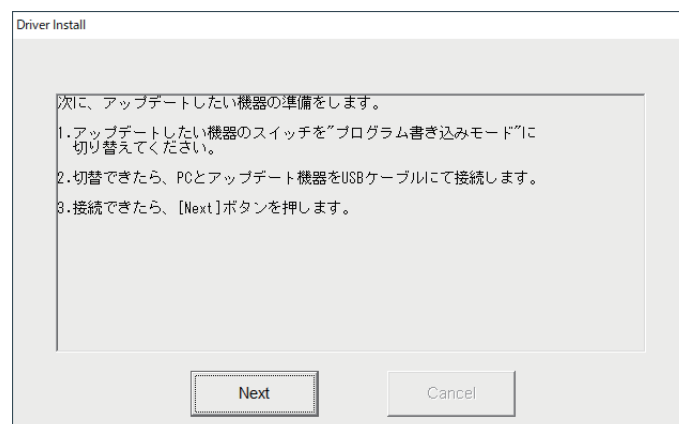 Driver Install
次に、アップデートしたい機器の準備をします。
1.アップデートしたい機器のスイッチを"プログラム書き込みモード"に
切り替えてください。
2.切替できたら、PCとアップデート機器をUSBケーブルにて接続します。
3.接続できたら、[Next]ボタンを押します。
Next
Cancel